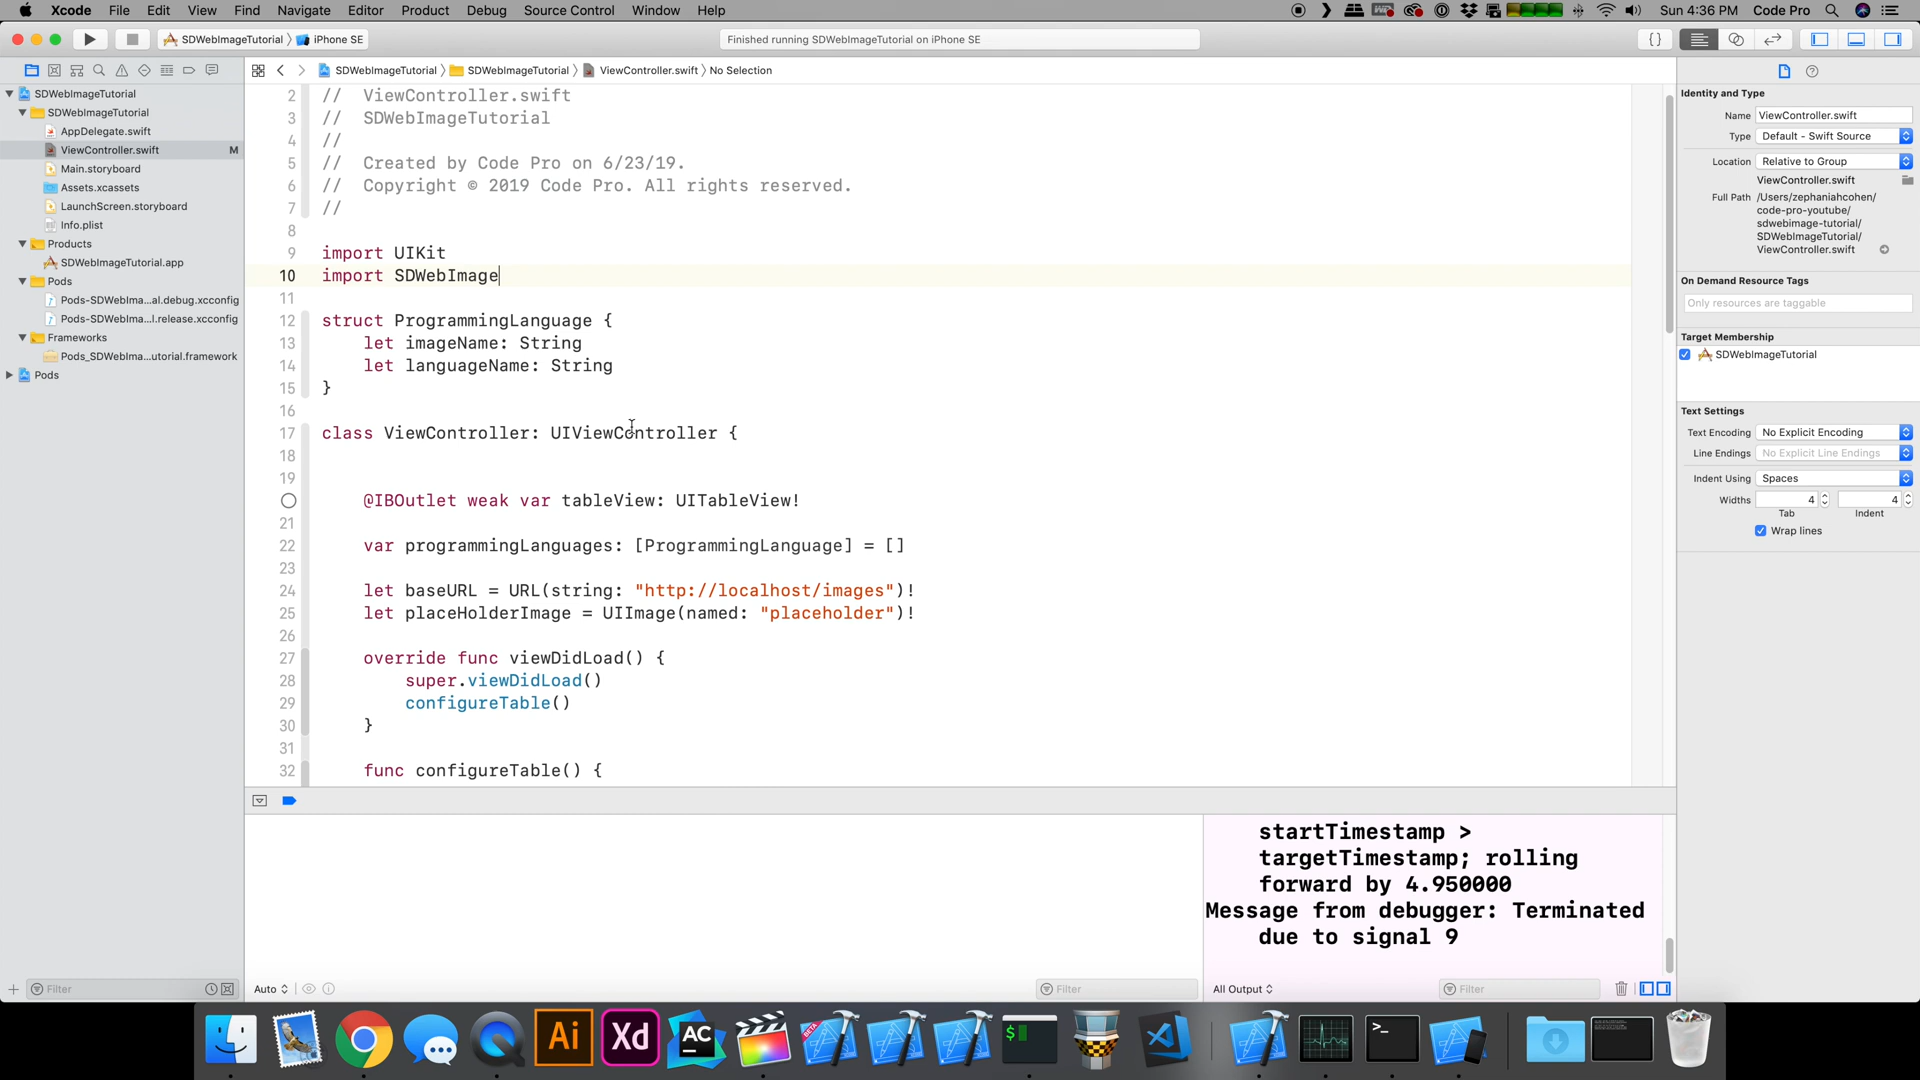 Xcode File Edit View Find Navigate Editor Product Debug Source Control Window Help
Sun 4:36 PM Code Pro
SDWebImageTutorial iPhone SE
Finished running SDWebImageTutorial on iPhone SE
SDWebImageTutorial SDWebImageTutorial ViewController.swift No Selection
SDWebImageTutorial
SDWebImageTutorial
AppDelegate.swift
ViewController.swift M
Main.storyboard
Assets.xcassets
LaunchScreen.storyboard
Info.plist
Products
SDWebImageTutorial.app
Pods
Pods-SDWebIma...al.debug.xcconfig
Pods-SDWebIma...l.release.xcconfig
Frameworks
Pods_SDWebIma...utorial.framework
Pods
Filter
2 // ViewController.swift
3 // SDWebImageTutorial
4 //
5 // Created by Code Pro on 6/23/19.
6 // Copyright © 2019 Code Pro. All rights reserved.
7 //
8
9 import UIKit
10 import SDWebImage
11
12 struct ProgrammingLanguage {
13 let imageName: String
14 let languageName: String
15 }
16
17 class ViewController: UIViewController {
18
19
@IBOutlet weak var tableView: UITableView!
21
22 var programmingLanguages: [ProgrammingLanguage] = []
23
24 let baseURL = URL(string: "http://localhost/images")!
25 let placeHolderImage = UIImage(named: "placeholder")!
26
27 override func viewDidLoad() {
28 super.viewDidLoad()
29 configureTable()
30 }
31
32 func configureTable() {
startTimestamp >
targetTimestamp; rolling
forward by 4.950000
Message from debugger: Terminated
due to signal 9
Auto
Filter
All Output
Filter
Identity and Type
Name ViewController.swift
Type Default - Swift Source
Location Relative to Group
ViewController.swift
Full Path /Users/zephaniahcohen/
code-pro-youtube/
sdwebimage-tutorial/
SDWebImageTutorial/
ViewController.swift
On Demand Resource Tags
Only resources are taggable
Target Membership
SDWebImageTutorial
Text Settings
Text Encoding No Explicit Encoding
Line Endings No Explicit Line Endings
Indent Using Spaces
Widths 4 4
Tab Indent
Wrap lines
Ai
Xd
AC
BETA
$
>_